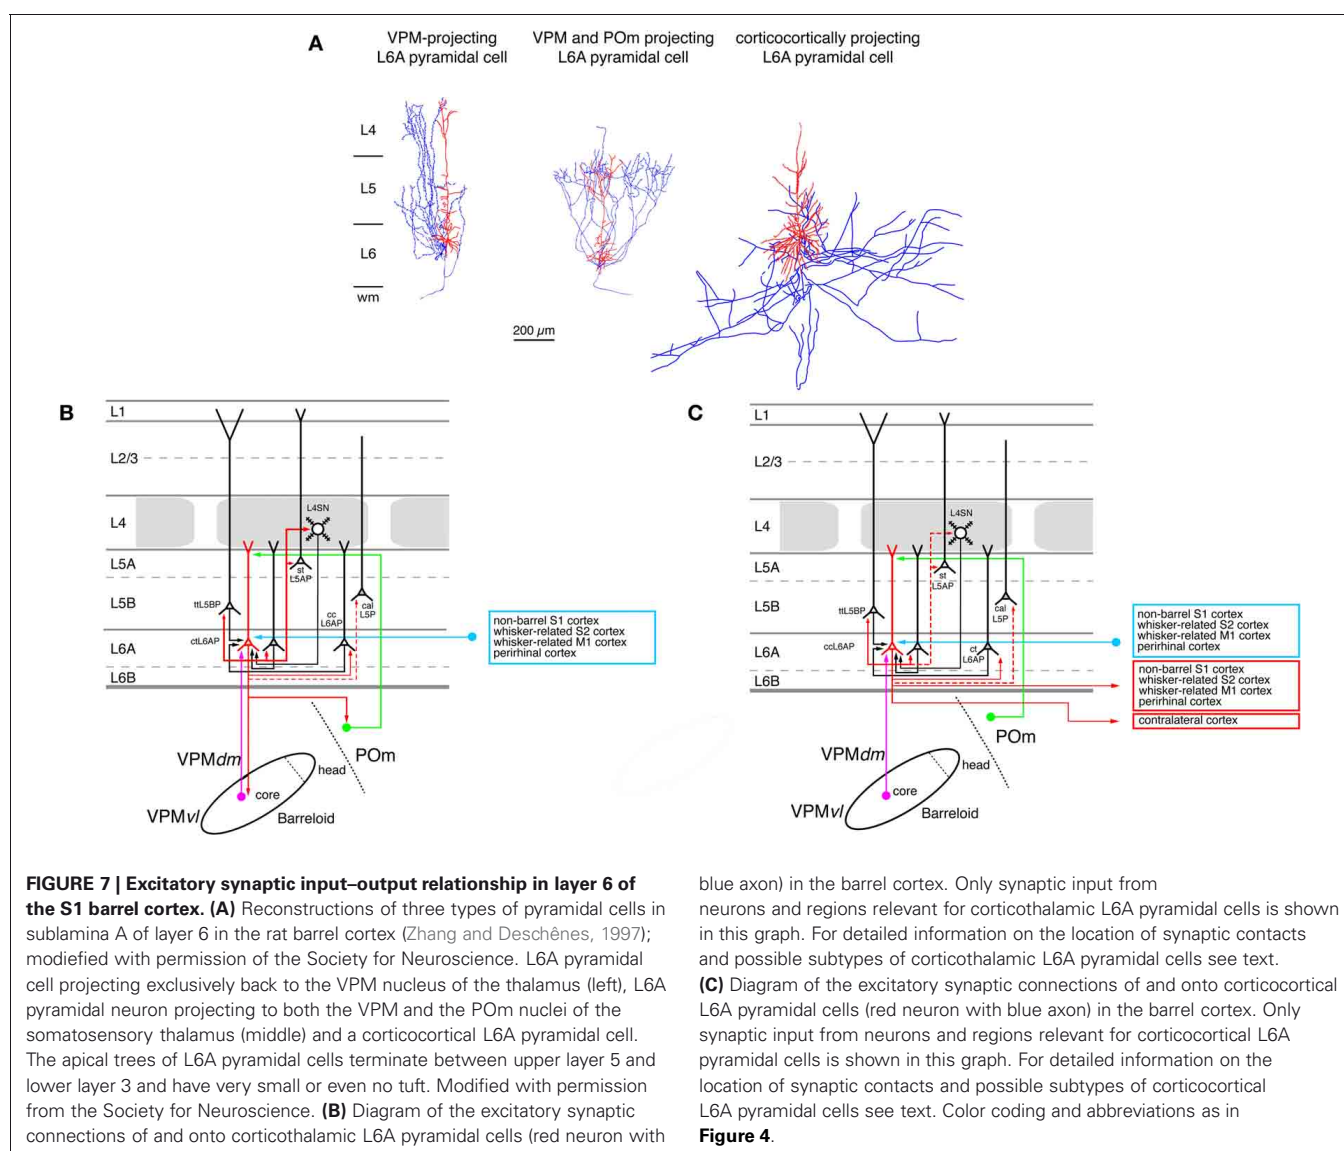 A
VPM-projecting
L6A pyramidal cell
VPM and POm projecting
L6A pyramidal cell
corticocortically projecting
L6A pyramidal cell
L4
L5
L6
wm
200 µm
B
L1
L2/3
L4
L5A
L5B
L6A
L6B
L4SN
st
L5AP
ttL5BP
cc
L6AP
cal
L5P
ctL6AP
non-barrel S1 cortex
whisker-related S2 cortex
whisker-related M1 cortex
perirhinal cortex
POm
VPMdm
head
core
VPMvl
Barreloid
C
L1
L2/3
L4
L5A
L5B
L6A
L6B
L4SN
st
L5AP
ttL5BP
cal
L5P
ccL6AP
ct
L6AP
non-barrel S1 cortex
whisker-related S2 cortex
whisker-related M1 cortex
perirhinal cortex
non-barrel S1 cortex
whisker-related S2 cortex
whisker-related M1 cortex
perirhinal cortex
contralateral cortex
POm
VPMdm
head
core
VPMvl
Barreloid
FIGURE 7 | Excitatory synaptic input–output relationship in layer 6 of
the S1 barrel cortex. (A) Reconstructions of three types of pyramidal cells in
sublamina A of layer 6 in the rat barrel cortex (Zhang and Deschênes, 1997);
modiefied with permission of the Society for Neuroscience. L6A pyramidal
cell projecting exclusively back to the VPM nucleus of the thalamus (left), L6A
pyramidal neuron projecting to both the VPM and the POm nuclei of the
somatosensory thalamus (middle) and a corticocortical L6A pyramidal cell.
The apical trees of L6A pyramidal cells terminate between upper layer 5 and
lower layer 3 and have very small or even no tuft. Modified with permission
from the Society for Neuroscience. (B) Diagram of the excitatory synaptic
connections of and onto corticothalamic L6A pyramidal cells (red neuron with
blue axon) in the barrel cortex. Only synaptic input from
neurons and regions relevant for corticothalamic L6A pyramidal cells is shown
in this graph. For detailed information on the location of synaptic contacts
and possible subtypes of corticothalamic L6A pyramidal cells see text.
(C) Diagram of the excitatory synaptic connections of and onto corticocortical
L6A pyramidal cells (red neuron with blue axon) in the barrel cortex. Only
synaptic input from neurons and regions relevant for corticocortical L6A
pyramidal cells is shown in this graph. For detailed information on the
location of synaptic contacts and possible subtypes of corticocortical
L6A pyramidal cells see text. Color coding and abbreviations as in
Figure 4.